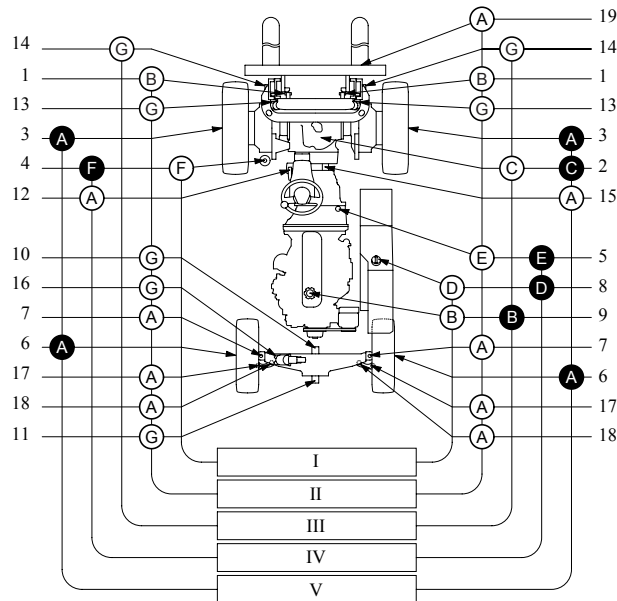 A 19
14 G G 14
1 B B 1
13 G G 13
3 A A 3
4 F F C C 2
12 A A 15
10 G E E 5
16 G D D 8
7 A B B 9
6 A A 7
17 A A 6
18 A A 17
11 G A 18
I
II
III
IV
V